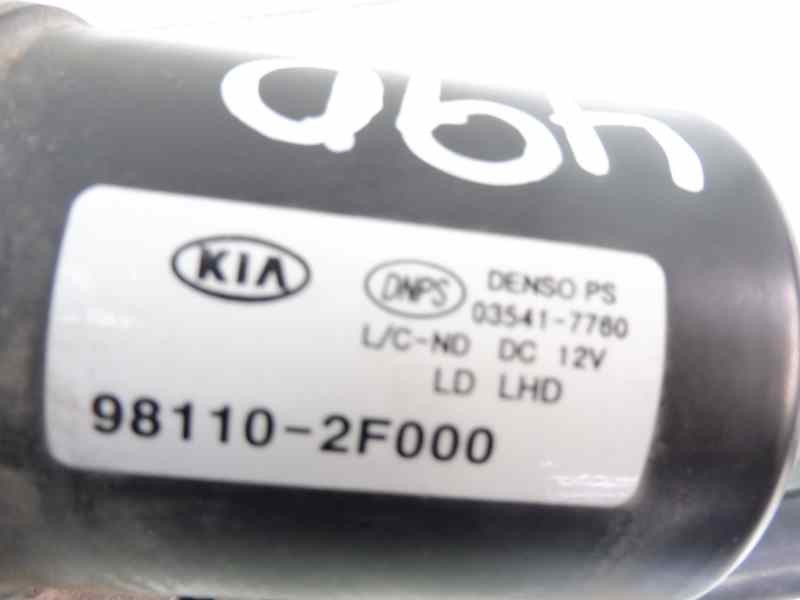 KIA
DNPS
DENSO PS
03541-7760
L/C-ND DC 12V
LD LHD
98110-2F000